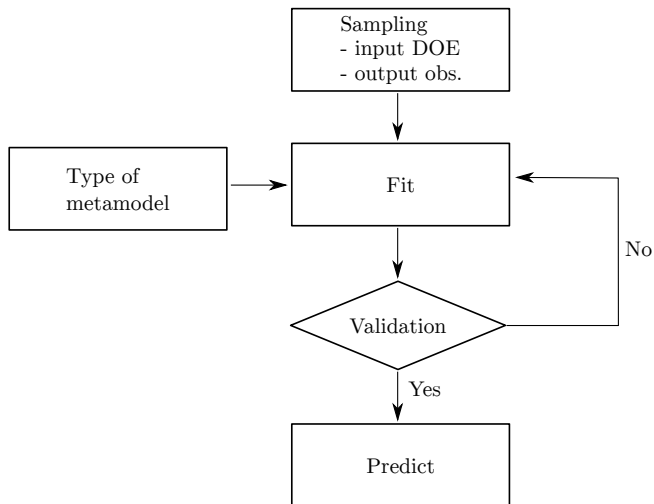 Sampling
- input DOE
- output obs.
Type of
metamodel
Fit
No
Validation
Yes
Predict